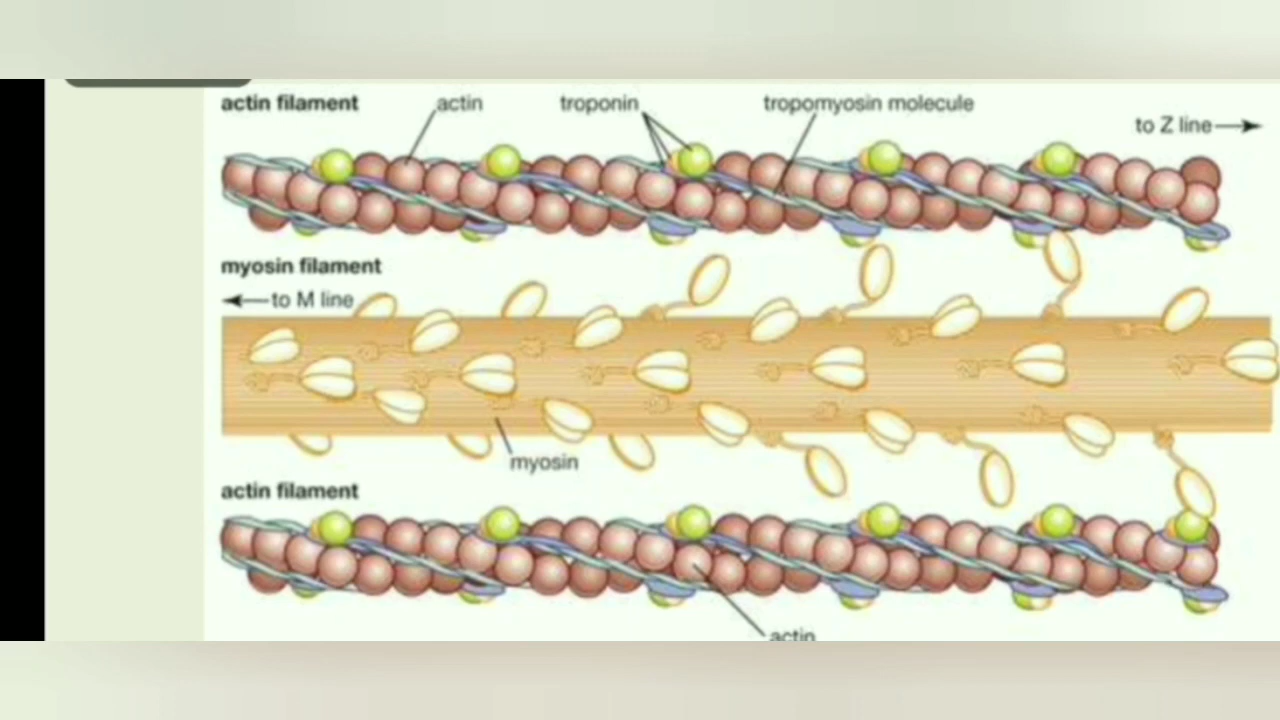 actin filament
actin
troponin
tropomyosin molecule
to Z line
myosin filament
to M line
myosin
actin filament
actin